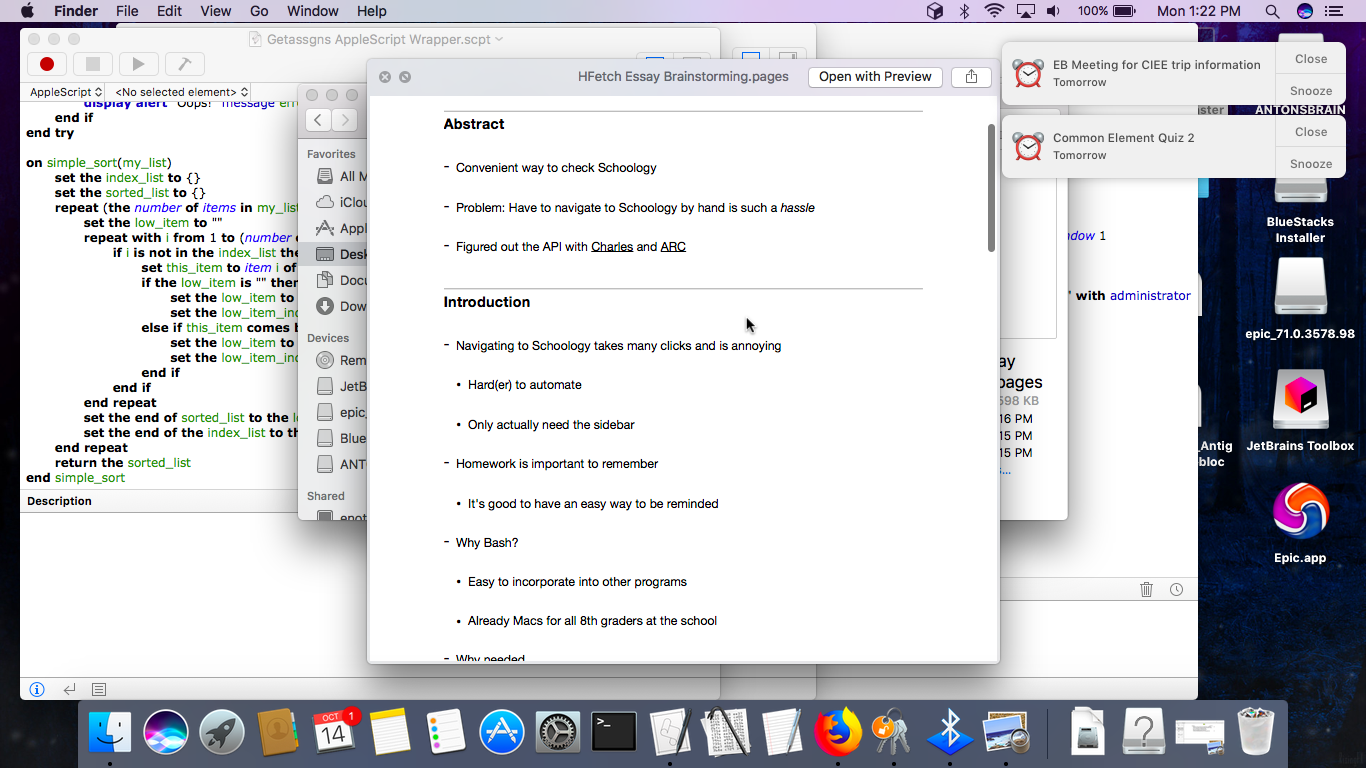 Finder File Edit View Go Window Help
100% Mon 1:22 PM
Getassgns AppleScript Wrapper.scpt
AppleScript <No selected element>
display alert "Oops!" message
end if
end try
on simple_sort(my_list)
set the index_list to {}
set the sorted_list to {}
repeat (the number of items in my_list
set the low_item to ""
repeat with i from 1 to (number
if i is not in the index_list the
set this_item to item i of
if the low_item is "" then
set the low_item to
set the low_item_ind
else if this_item comes b
set the low_item to
set the low_item_ind
end if
end if
end repeat
set the end of sorted_list to the l
set the end of the index_list to th
end repeat
return the sorted_list
end simple_sort
Description
Favorites
All M
iClou
Appl
Desk
Docu
Dow
Devices
Rem
JetB
epic_
Blue
ANT
Shared
HFetch Essay Brainstorming.pages
Open with Preview
Abstract
- Convenient way to check Schoology
- Problem: Have to navigate to Schoology by hand is such a hassle
- Figured out the API with Charles and ARC
Introduction
- Navigating to Schoology takes many clicks and is annoying
• Hard(er) to automate
• Only actually need the sidebar
- Homework is important to remember
• It's good to have an easy way to be reminded
- Why Bash?
• Easy to incorporate into other programs
• Already Macs for all 8th graders at the school
- Why needed
ay
pages
598 KB
16 PM
15 PM
15 PM
ndow 1
" with administrator
EB Meeting for CIEE trip information
Tomorrow
Close
Snooze
Common Element Quiz 2
Tomorrow
Close
Snooze
aster
ANTONSBRAIN
BlueStacks
Installer
epic_71.0.3578.98
JetBrains Toolbox
_Antig
bloc
Epic.app
OCT
14
1